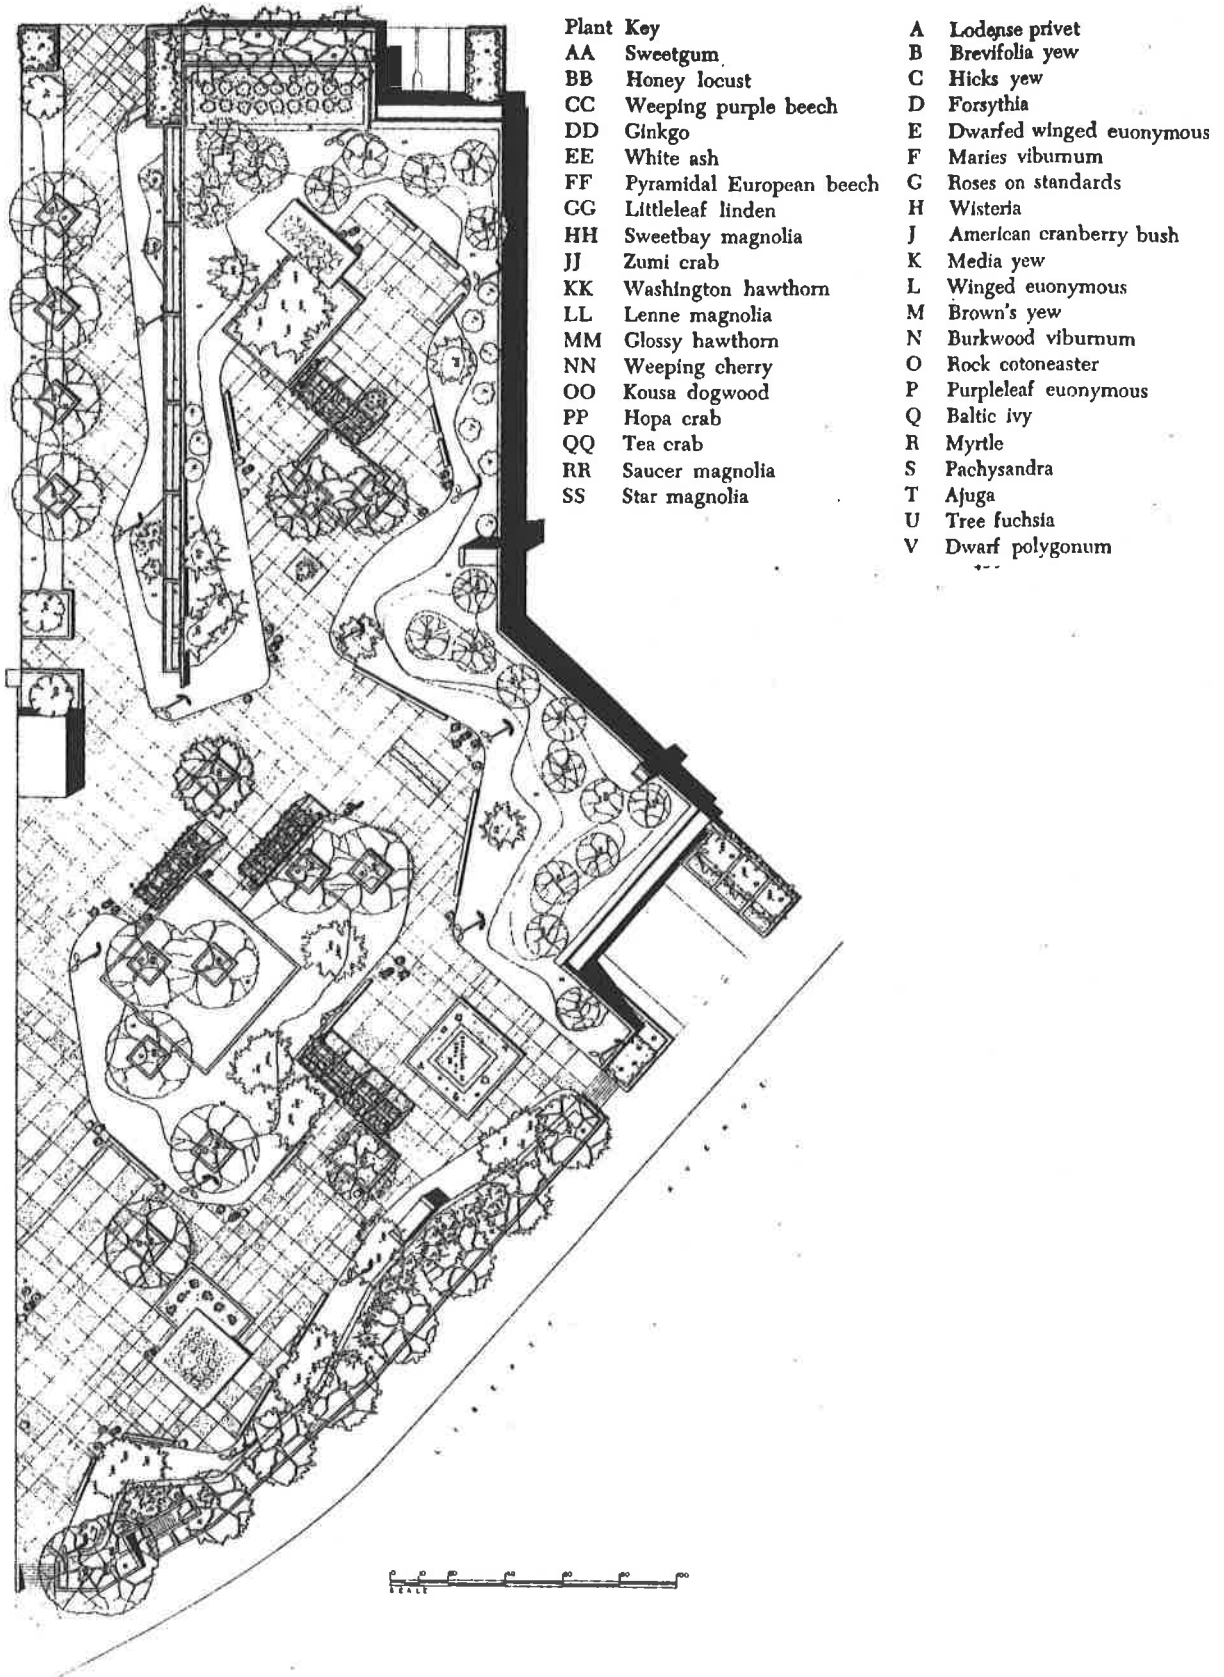 Plant Key
AA Sweetgum
BB Honey locust
CC Weeping purple beech
DD Ginkgo
EE White ash
FF Pyramidal European beech
GG Littleleaf linden
HH Sweetbay magnolia
JJ Zumi crab
KK Washington hawthorn
LL Lenne magnolia
MM Glossy hawthorn
NN Weeping cherry
OO Kousa dogwood
PP Hopa crab
QQ Tea crab
RR Saucer magnolia
SS Star magnolia
A Lodense privet
B Brevifolia yew
C Hicks yew
D Forsythia
E Dwarfed winged euonymous
F Maries viburnum
G Roses on standards
H Wisteria
J American cranberry bush
K Media yew
L Winged euonymous
M Brown's yew
N Burkwood viburnum
O Rock cotoneaster
P Purpleleaf euonymous
Q Baltic ivy
R Myrtle
S Pachysandra
T Ajuga
U Tree fuchsia
V Dwarf polygonum
SCALE